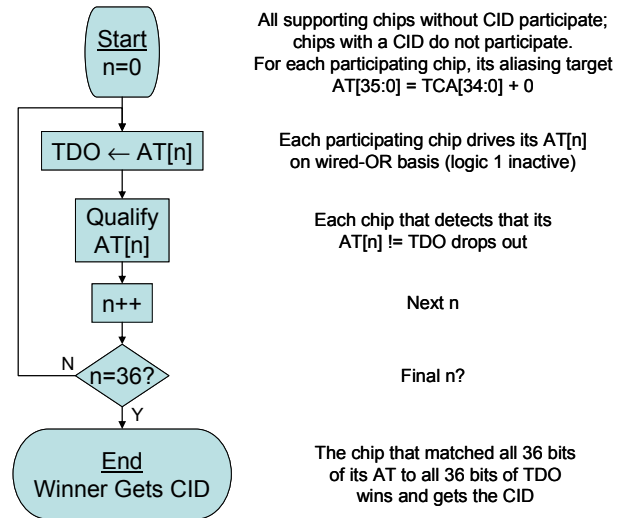 Start
n=0
All supporting chips without CID participate;
chips with a CID do not participate.
For each participating chip, its aliasing target
AT[35:0] = TCA[34:0] + 0
TDO ← AT[n]
Each participating chip drives its AT[n]
on wired-OR basis (logic 1 inactive)
Qualify
AT[n]
Each chip that detects that its
AT[n] != TDO drops out
n++
Next n
N
n=36?
Final n?
Y
End
Winner Gets CID
The chip that matched all 36 bits
of its AT to all 36 bits of TDO
wins and gets the CID